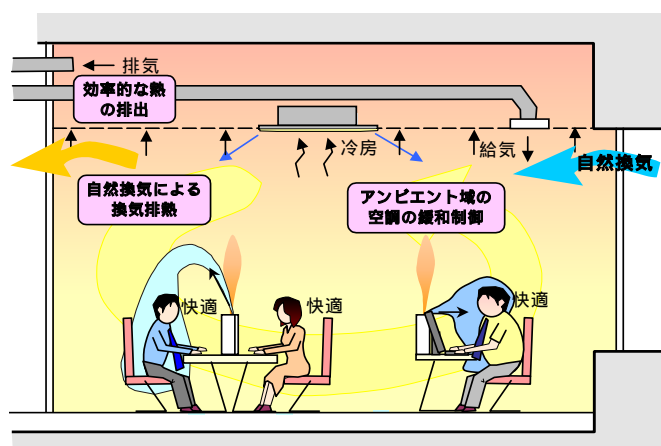 排気
効率的な熱
の排出
冷房
給気
自然換気
自然換気による
換気排熱
アンビエント域の
空調の緩和制御
快適
快適
快適